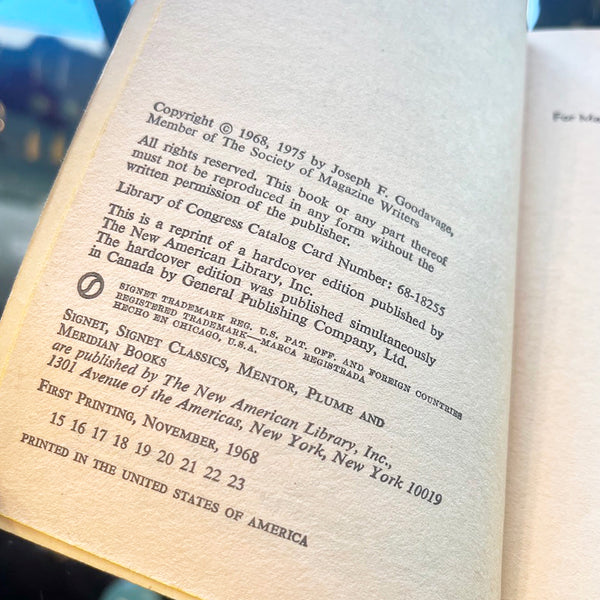 Copyright © 1968, 1975 by Joseph F. Goodavage,
Member of The Society of Magazine Writers
All rights reserved. This book or any part thereof
must not be reproduced in any form without the
written permission of the publisher.
Library of Congress Catalog Card Number: 68-18255
This is a reprint of a hardcover edition published by
The New American Library, Inc.
The hardcover edition was published simultaneously
in Canada by General Publishing Company, Ltd.
SIGNET TRADEMARK REG. U.S. PAT. OFF. AND FOREIGN COUNTRIES
REGISTERED TRADEMARK—MARCA REGISTRADA
HECHO EN CHICAGO, U.S.A.
SIGNET, SIGNET CLASSICS, MENTOR, PLUME AND
MERIDIAN BOOKS
are published by The New American Library, Inc.,
1301 Avenue of the Americas, New York, New York 10019
FIRST PRINTING, NOVEMBER, 1968
15 16 17 18 19 20 21 22 23
PRINTED IN THE UNITED STATES OF AMERICA
For